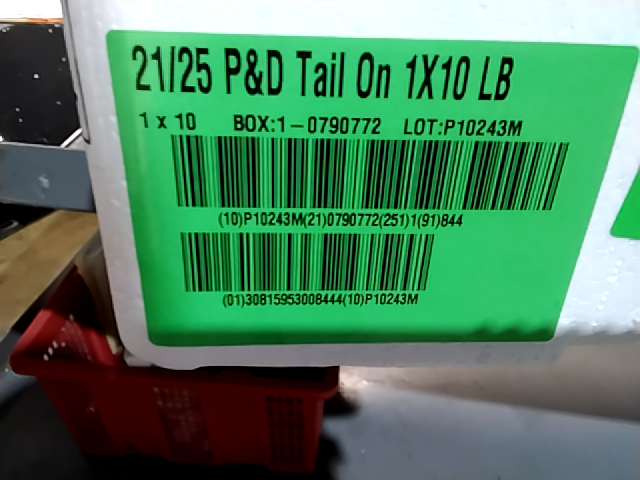 21/25 P&D Tail On 1X10 LB
1 x 10 BOX:1-0790772 LOT:P10243M
(10)P10243M(21)0790772(251)1(91)844
(01)30815953008444(10)P10243M